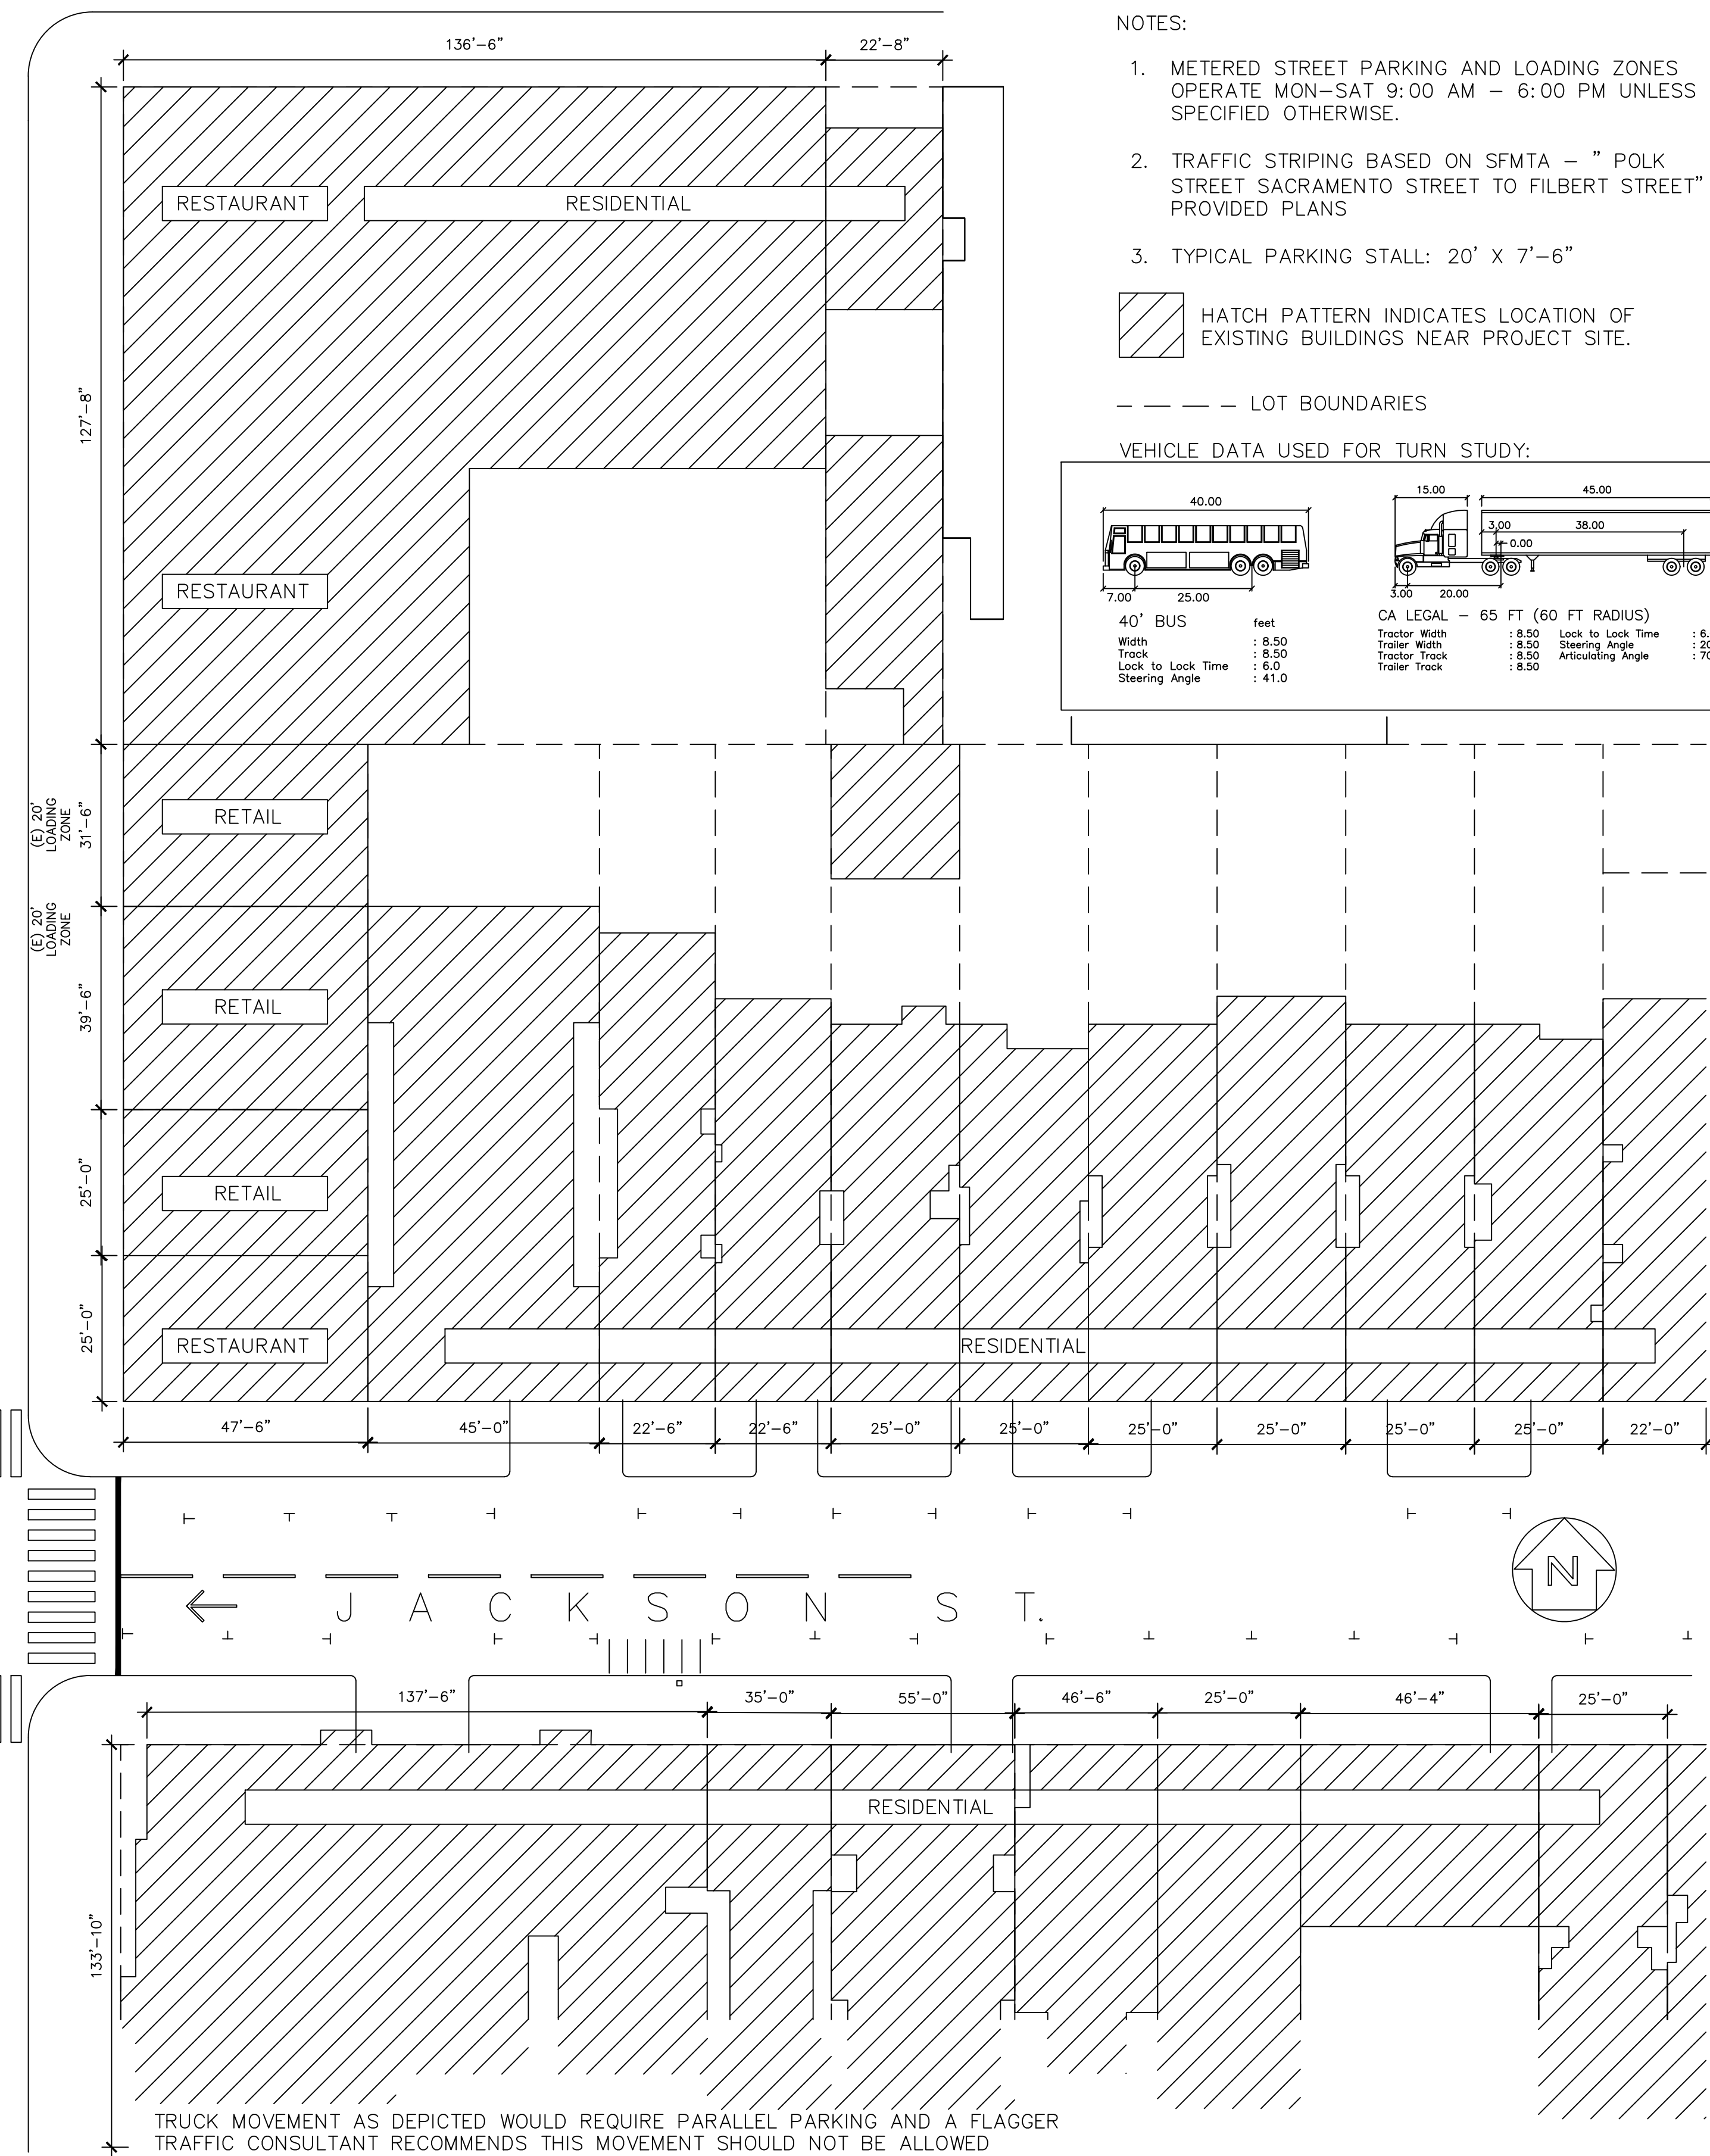 136'-6"
22'-8"
NOTES:
1. METERED STREET PARKING AND LOADING ZONES
OPERATE MON-SAT 9:00 AM - 6:00 PM UNLESS
SPECIFIED OTHERWISE.
2. TRAFFIC STRIPING BASED ON SFMTA - " POLK
STREET SACRAMENTO STREET TO FILBERT STREET"
PROVIDED PLANS
3. TYPICAL PARKING STALL: 20' X 7'-6"
HATCH PATTERN INDICATES LOCATION OF
EXISTING BUILDINGS NEAR PROJECT SITE.
LOT BOUNDARIES
VEHICLE DATA USED FOR TURN STUDY:
40.00
7.00 25.00
40' BUS feet
Width : 8.50
Track : 8.50
Lock to Lock Time : 6.0
Steering Angle : 41.0
15.00 45.00
3.00 38.00
0.00
3.00 20.00
CA LEGAL - 65 FT (60 FT RADIUS)
Tractor Width : 8.50 Lock to Lock Time : 6.
Trailer Width : 8.50 Steering Angle : 20
Tractor Track : 8.50 Articulating Angle : 70
Trailer Track : 8.50
RESTAURANT
RESIDENTIAL
127'-8"
RESTAURANT
(E) 20'
LOADING
ZONE
31'-6"
RETAIL
(E) 20'
LOADING
ZONE
39'-6"
RETAIL
25'-0"
RETAIL
25'-0"
RESTAURANT
RESIDENTIAL
47'-6" 45'-0" 22'-6" 22'-6" 25'-0" 25'-0" 25'-0" 25'-0" 25'-0" 25'-0" 22'-0"
N
JACKSON ST.
137'-6" 35'-0" 55'-0" 46'-6" 25'-0" 46'-4" 25'-0"
RESIDENTIAL
133'-10"
TRUCK MOVEMENT AS DEPICTED WOULD REQUIRE PARALLEL PARKING AND A FLAGGER
TRAFFIC CONSULTANT RECOMMENDS THIS MOVEMENT SHOULD NOT BE ALLOWED